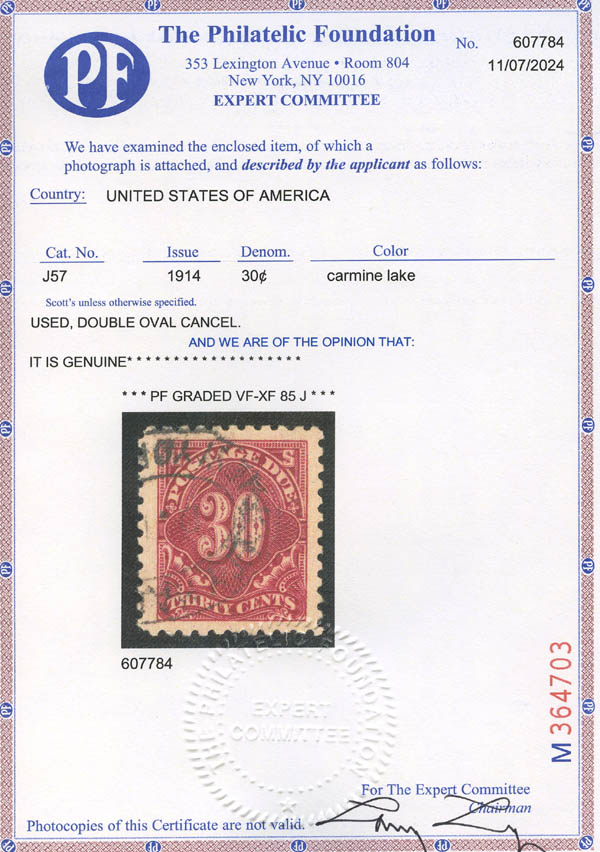 PF
The Philatelic Foundation
353 Lexington Avenue • Room 804
New York, NY 10016
EXPERT COMMITTEE
No. 607784
11/07/2024
We have examined the enclosed item, of which a
photograph is attached, and described by the applicant as follows:
Country: UNITED STATES OF AMERICA
Cat. No. Issue Denom. Color
J57 1914 30¢ carmine lake
Scott's unless otherwise specified.
USED, DOUBLE OVAL CANCEL.
AND WE ARE OF THE OPINION THAT:
IT IS GENUINE* * * * * * * * * * * * * * * * * * *
* * * PF GRADED VF-XF 85 J * * *
S
POSTAGE DUE
30
THIRTY CENTS
607784
PHILATELIC FOUNDATION
EXPERT
COMMITTEE
THE
M 364703
For The Expert Committee
Chairman
Photocopies of this Certificate are not valid.